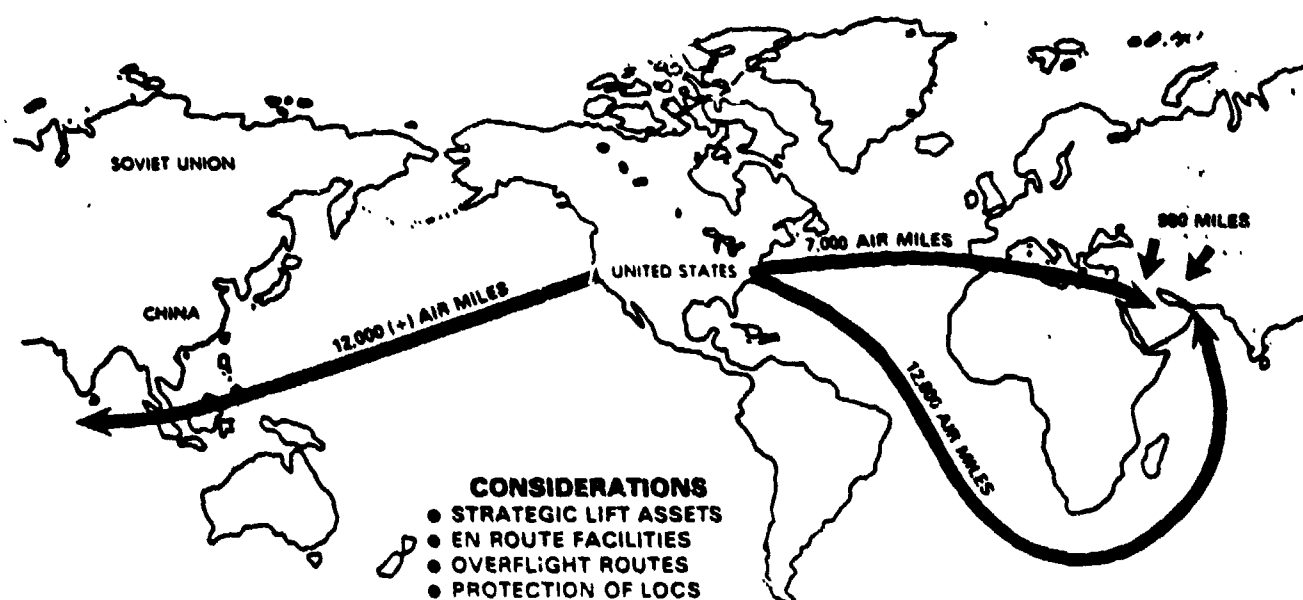 SOVIET UNION
980 MILES
7,000 AIR MILES
UNITED STATES
CHINA
12,000 (+) AIR MILES
12,000 AIR MILES
CONSIDERATIONS
● STRATEGIC LIFT ASSETS
● EN ROUTE FACILITIES
● OVERFLIGHT ROUTES
● PROTECTION OF LOCS